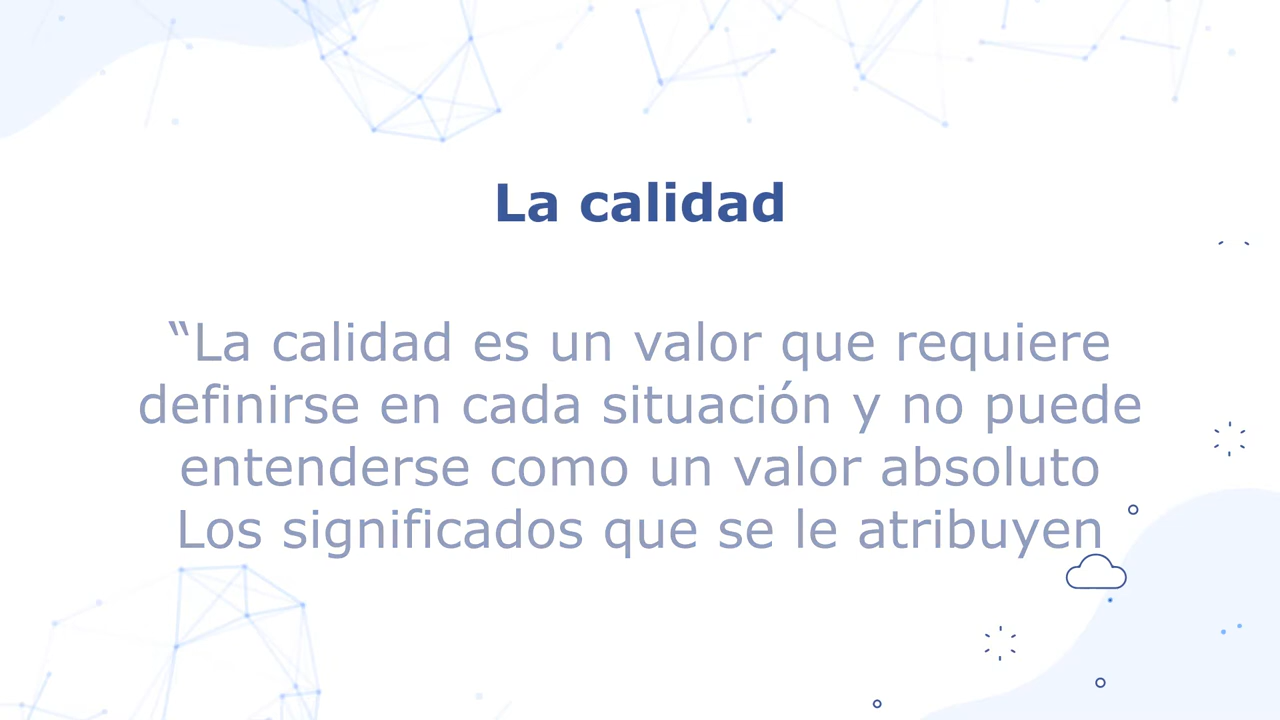 La calidad
“La calidad es un valor que requiere
definirse en cada situación y no puede
entenderse como un valor absoluto
Los significados que se le atribuyen